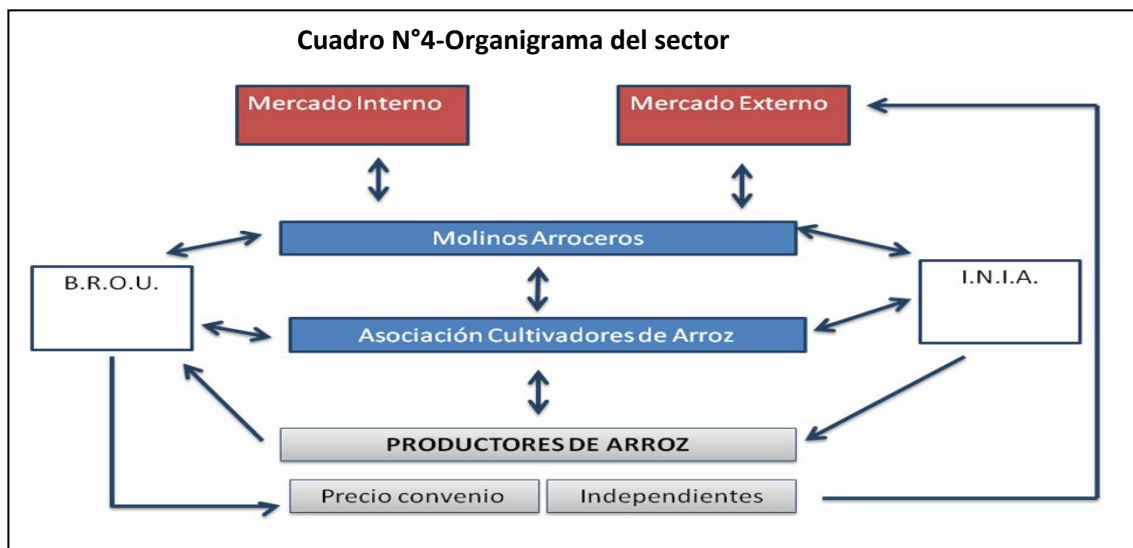 Cuadro N°4-Organigrama del sector
Mercado Interno
Mercado Externo
Molinos Arroceros
B.R.O.U.
I.N.I.A.
Asociación Cultivadores de Arroz
PRODUCTORES DE ARROZ
Precio convenio
Independientes